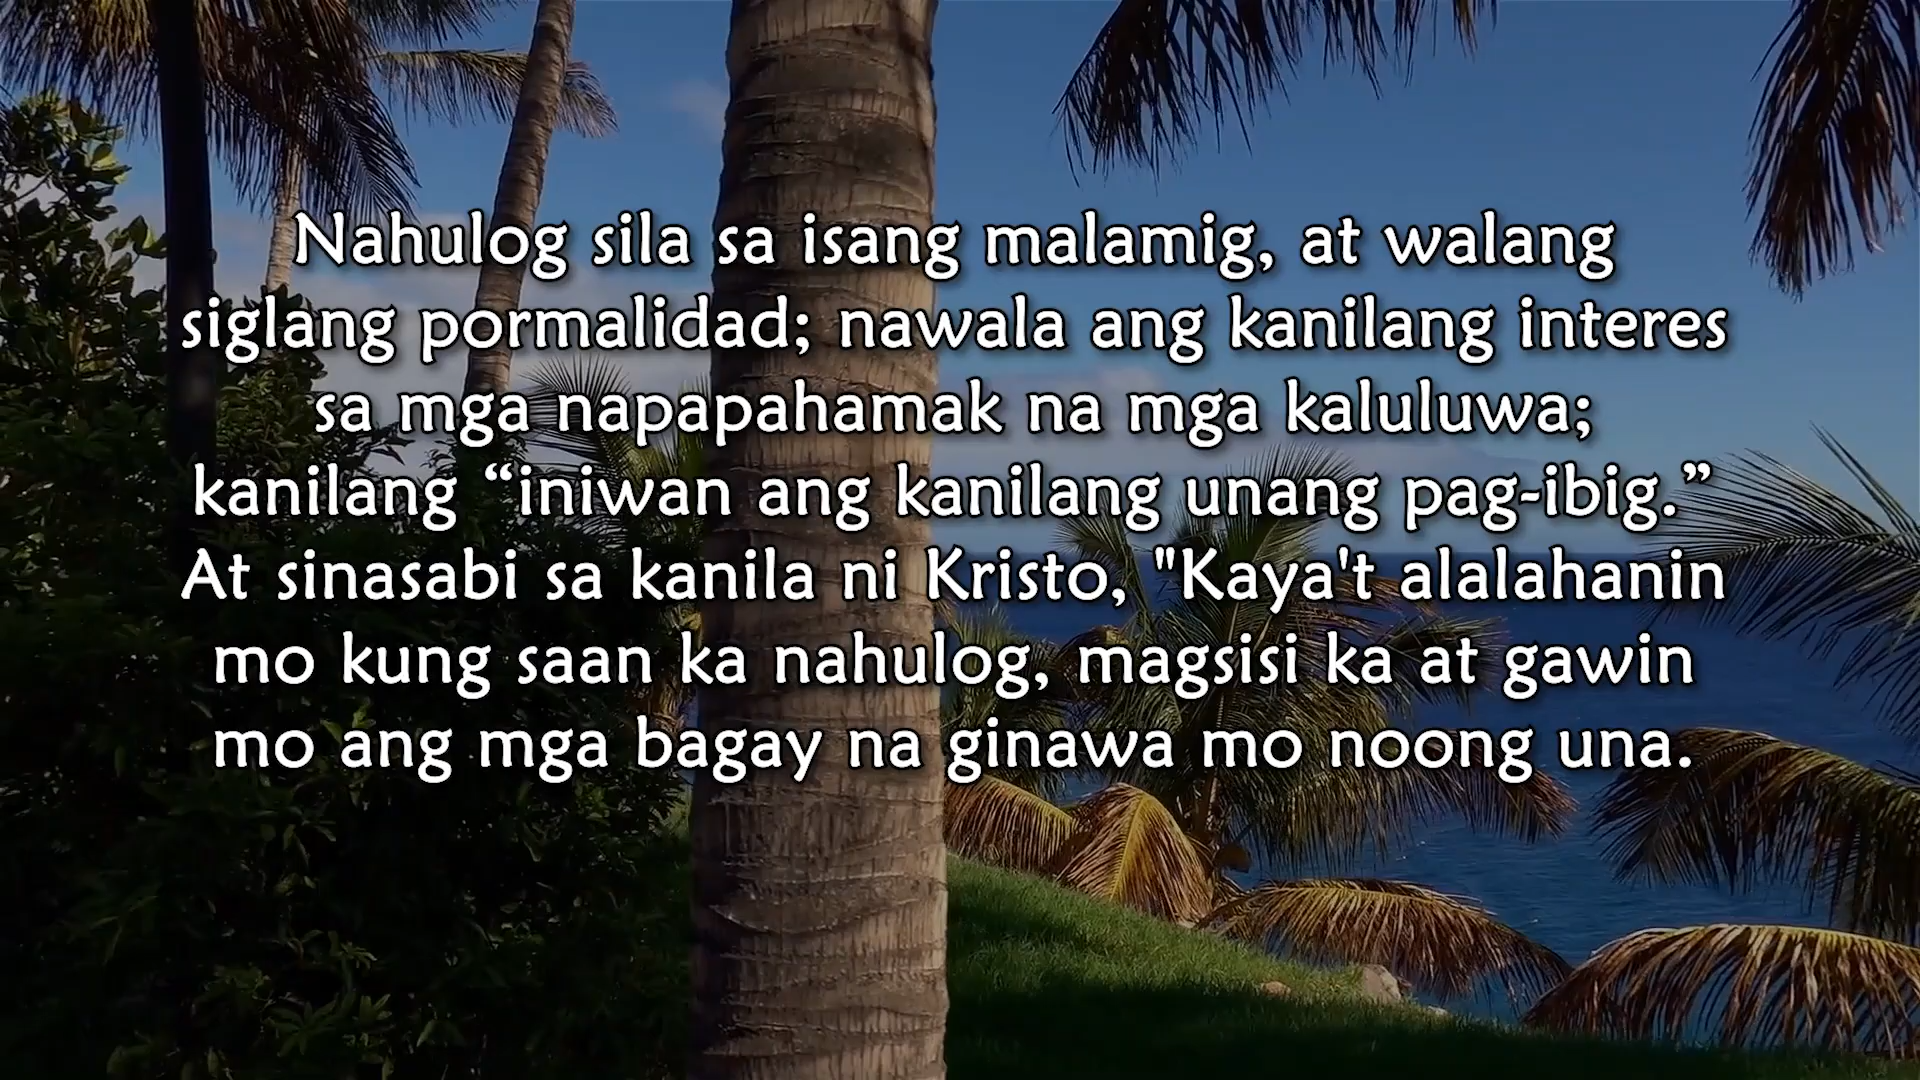 Nahulog sila sa isang malamig, at walang
siglang pormalidad; nawala ang kanilang interes
sa mga napapahamak na mga kaluluwa;
kanilang “iniwan ang kanilang unang pag-ibig.”
At sinasabi sa kanila ni Kristo, "Kaya't alalahanin
mo kung saan ka nahulog, magsisi ka at gawin
mo ang mga bagay na ginawa mo noong una.